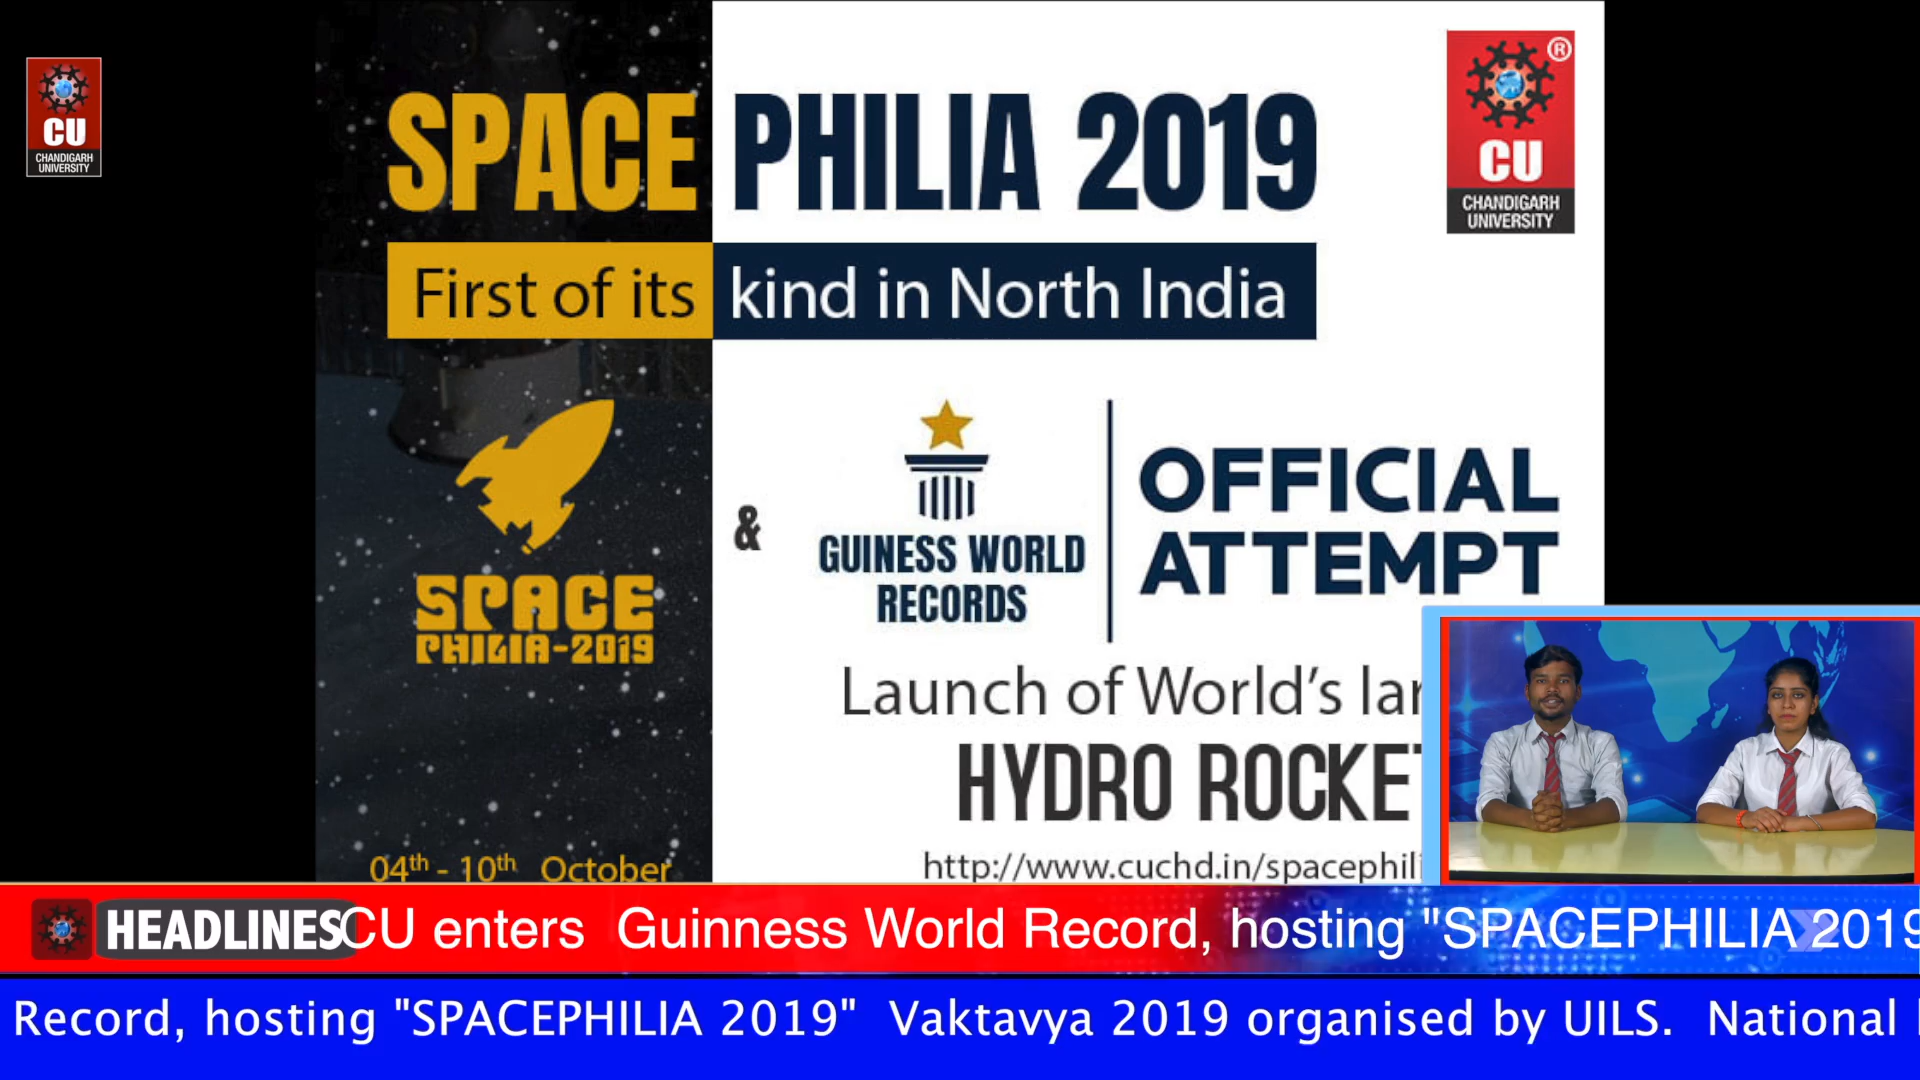 CU
CHANDIGARH
UNIVERSITY
SPACE PHILIA 2019
®
CU
CHANDIGARH
UNIVERSITY
First of its kind in North India
SPACE
PHILIA-2019
&
GUINESS WORLD
RECORDS
OFFICIAL
ATTEMPT
Launch of World's lar
HYDRO ROCKE
http://www.cuchd.in/spacephili
04th - 10th October
HEADLINES CU enters Guinness World Record, hosting "SPACEPHILIA 2019
Record, hosting "SPACEPHILIA 2019" Vaktavya 2019 organised by UILS. National